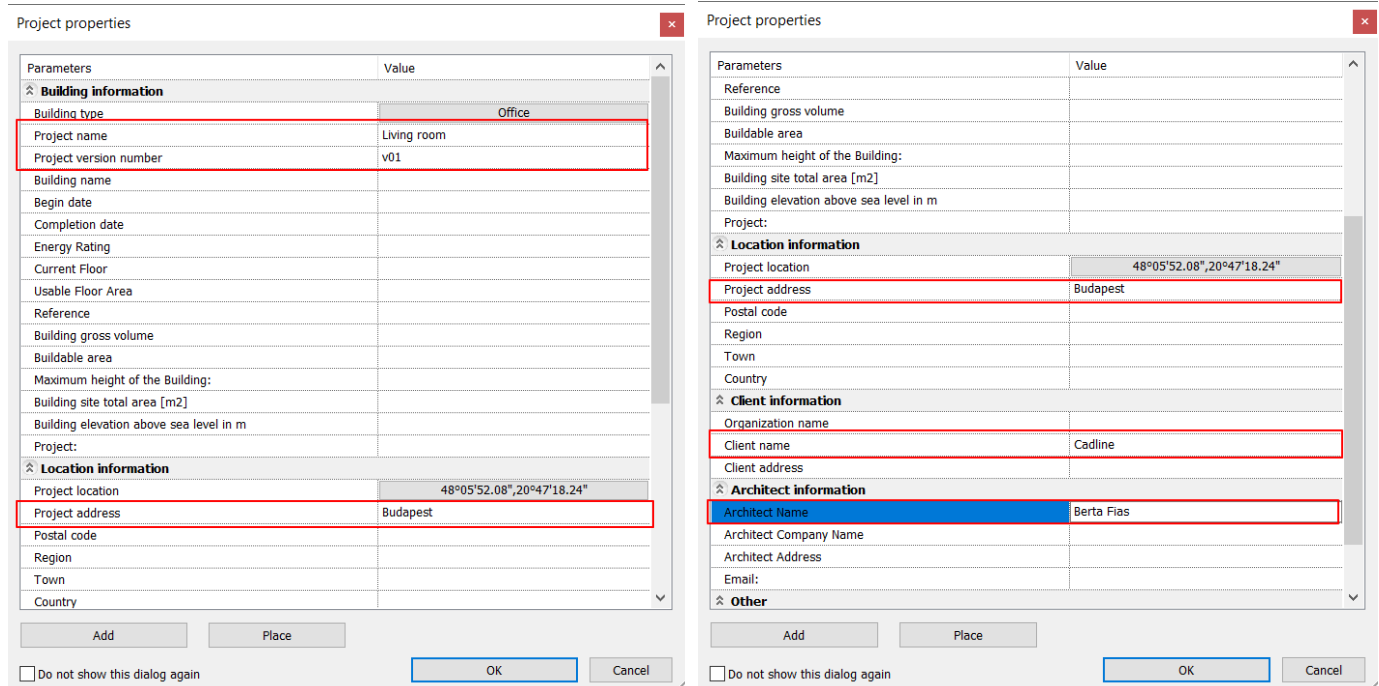 Project properties
Parameters Value
Building information
Building type Office
Project name Living room
Project version number v01
Building name
Begin date
Completion date
Energy Rating
Current Floor
Usable Floor Area
Reference
Building gross volume
Buildable area
Maximum height of the Building:
Building site total area [m2]
Building elevation above sea level in m
Project:
Location information
Project location 48°05'52.08",20°47'18.24"
Project address Budapest
Postal code
Region
Town
Country
Add Place
Do not show this dialog again OK Cancel
Project properties
Parameters Value
Reference
Building gross volume
Buildable area
Maximum height of the Building:
Building site total area [m2]
Building elevation above sea level in m
Project:
Location information
Project location 48°05'52.08",20°47'18.24"
Project address Budapest
Postal code
Region
Town
Country
Client information
Organization name
Client name Cadline
Client address
Architect information
Architect Name Berta Fias
Architect Company Name
Architect Address
Email:
Other
Add Place
Do not show this dialog again OK Cancel